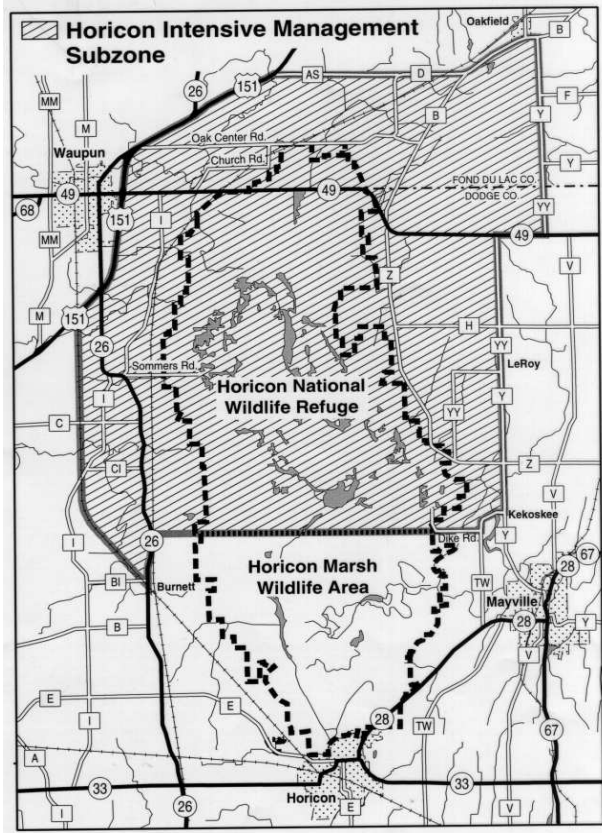 Horicon Intensive Management
Subzone
Oakfield
B
151
AS
D
26
MM
M
B
F
Y
Oak Center Rd.
Waupun
Church Rd.
Y
49
49
FOND DU LAC CO.
DODGE CO.
68
151
I
YY
MM
49
Z
V
M
151
26
H
YY
Sommers Rd.
LeRoy
I
Horicon National
Wildlife Refuge
YY
Y
C
CI
Z
Z
V
Kekoskee
I
26
Dike Rd.
Y
67
Horicon Marsh
Wildlife Area
28
BI
Burnett
TW
Mayville
B
28
Y
V
E
E
28
I
TW
67
A
33
33
Horicon
I
26
E
V